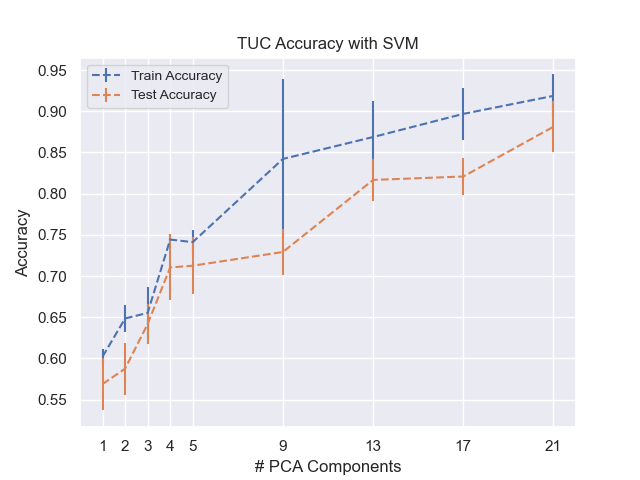 TUC Accuracy with SVM
Train Accuracy
Test Accuracy
0.95
0.90
0.85
0.80
0.75
0.70
0.65
0.60
0.55
Accuracy
1 2 3 4 5 9 13 17 21
# PCA Components